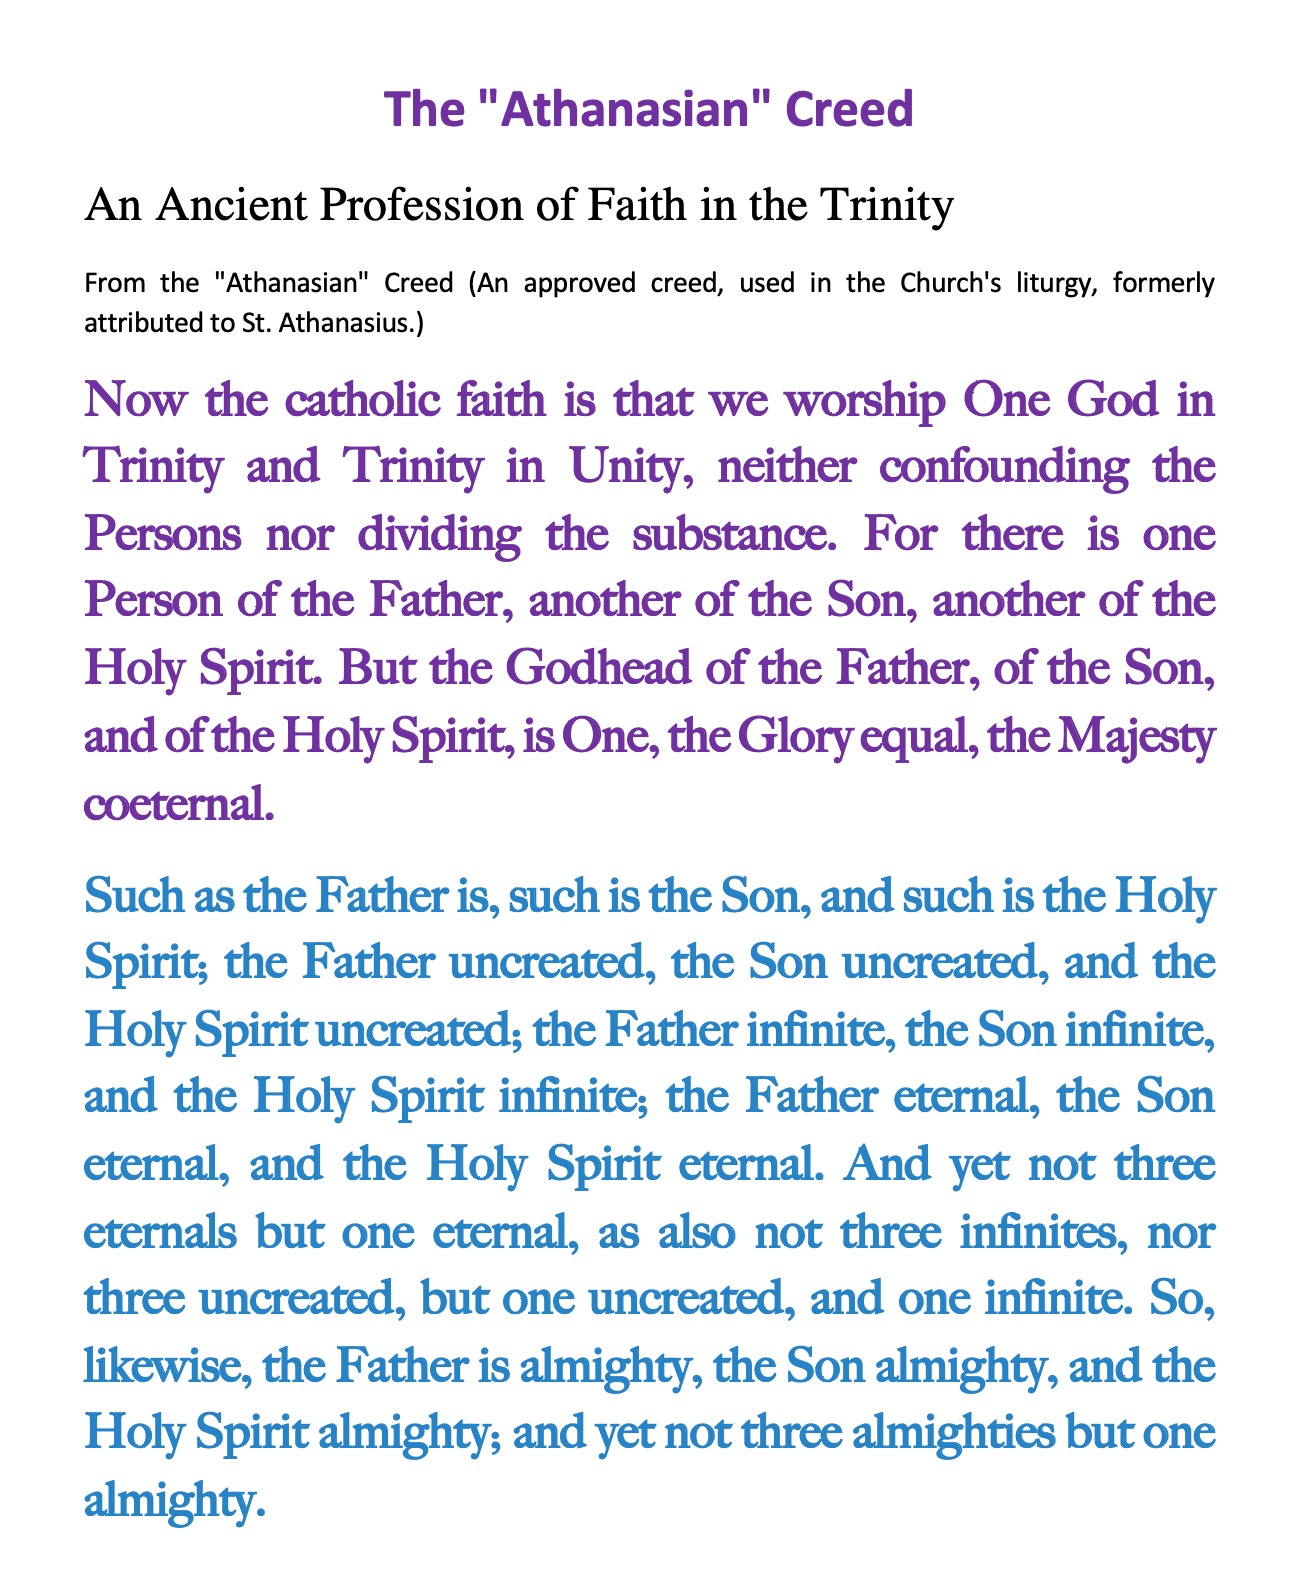 The "Athanasian" Creed
An Ancient Profession of Faith in the Trinity
From the "Athanasian" Creed (An approved creed, used in the Church's liturgy, formerly
attributed to St. Athanasius.)
Now the catholic faith is that we worship One God in
Trinity and Trinity in Unity, neither confounding the
Persons nor dividing the substance. For there is one
Person of the Father, another of the Son, another of the
Holy Spirit. But the Godhead of the Father, of the Son,
and of the Holy Spirit, is One, the Glory equal, the Majesty
coeternal.
Such as the Father is, such is the Son, and such is the Holy
Spirit; the Father uncreated, the Son uncreated, and the
Holy Spirit uncreated; the Father infinite, the Son infinite,
and the Holy Spirit infinite; the Father eternal, the Son
eternal, and the Holy Spirit eternal. And yet not three
eternals but one eternal, as also not three infinites, nor
three uncreated, but one uncreated, and one infinite. So,
likewise, the Father is almighty, the Son almighty, and the
Holy Spirit almighty; and yet not three almighties but one
almighty.